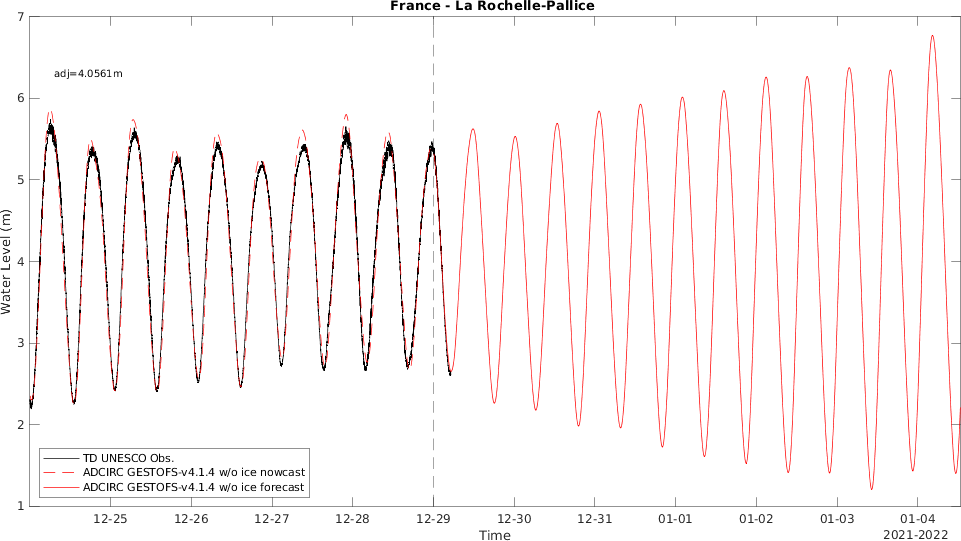 France - La Rochelle-Pallice
adj=4.0561m
Water Level (m)
7
6
5
4
3
2
1
TD UNESCO Obs.
ADCIRC GESTOFS-v4.1.4 w/o ice nowcast
ADCIRC GESTOFS-v4.1.4 w/o ice forecast
12-25 12-26 12-27 12-28 12-29 12-30 12-31 01-01 01-02 01-03 01-04
Time
2021-2022